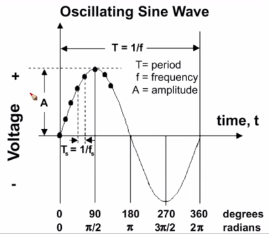 Oscillating Sine Wave
T = 1/f
T= period
f = frequency
A = amplitude
+
A
Voltage
-
time, t
Tₛ = 1/fₛ
0 90 180 270 360 degrees
0 π/2 π 3π/2 2π radians